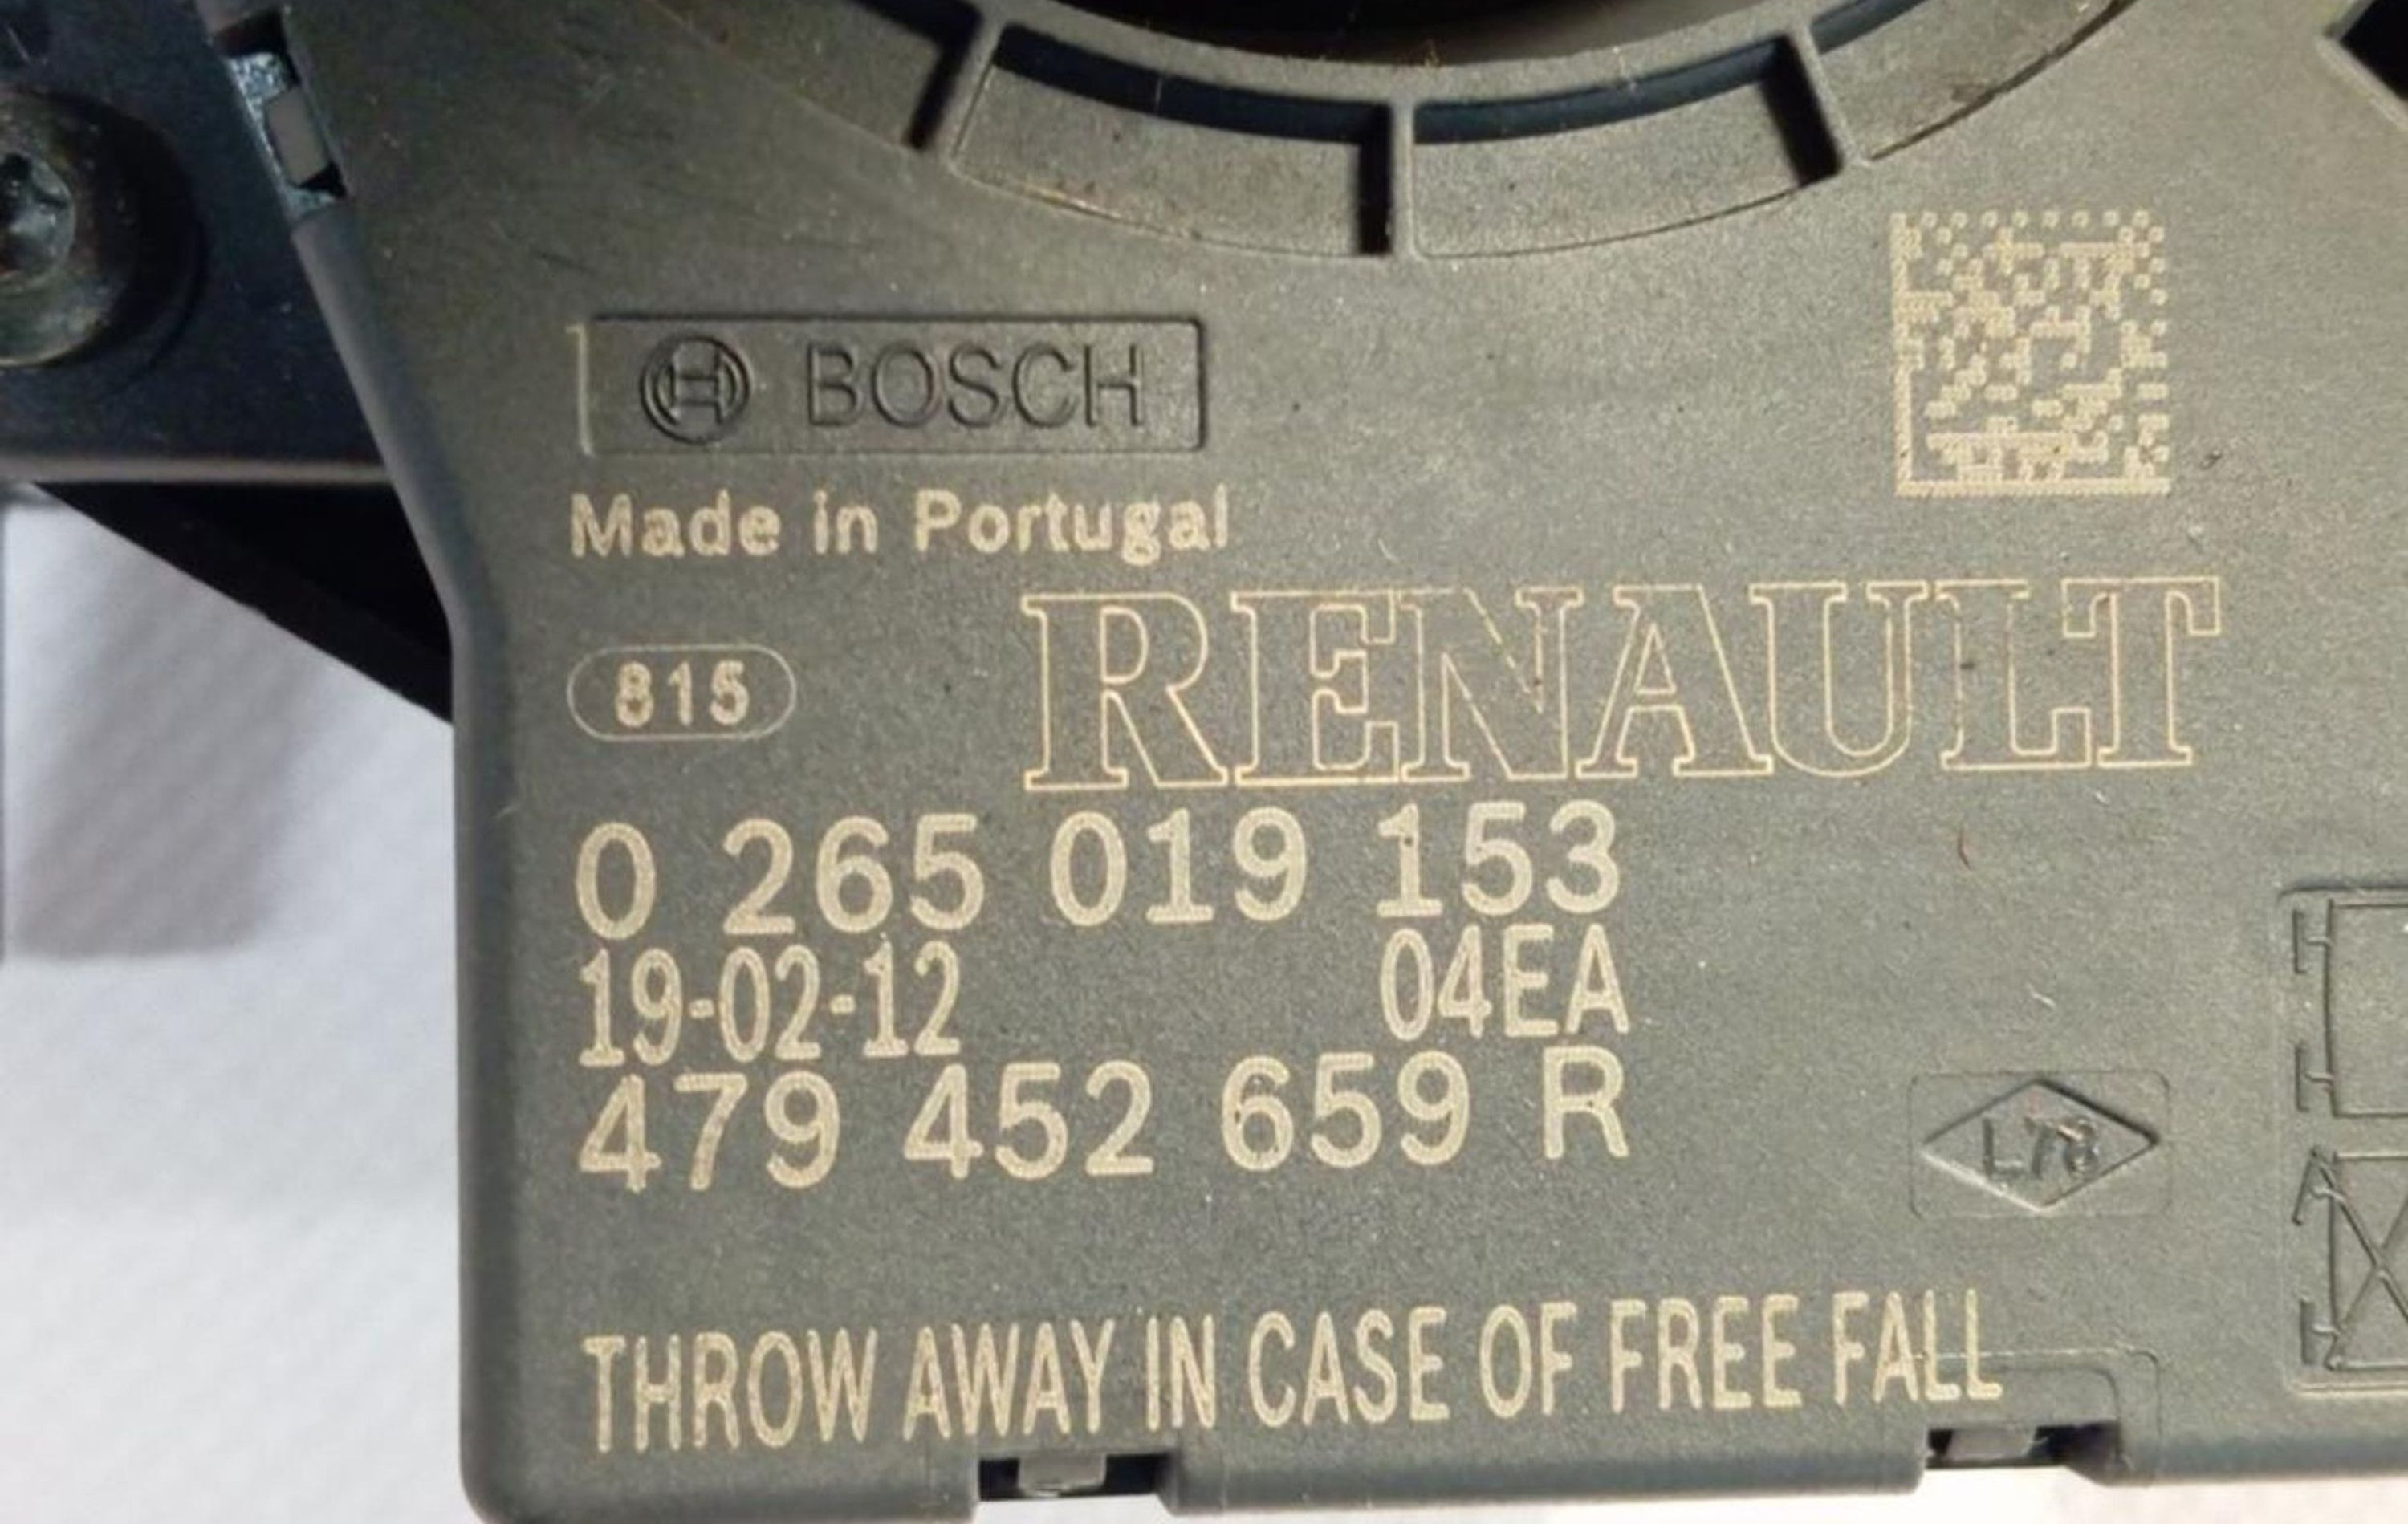 BOSCH
Made in Portugal
815
RENAULT
0 265 019 153
19-02-12 04EA
479 452 659 R
L78
THROW AWAY IN CASE OF FREE FALL